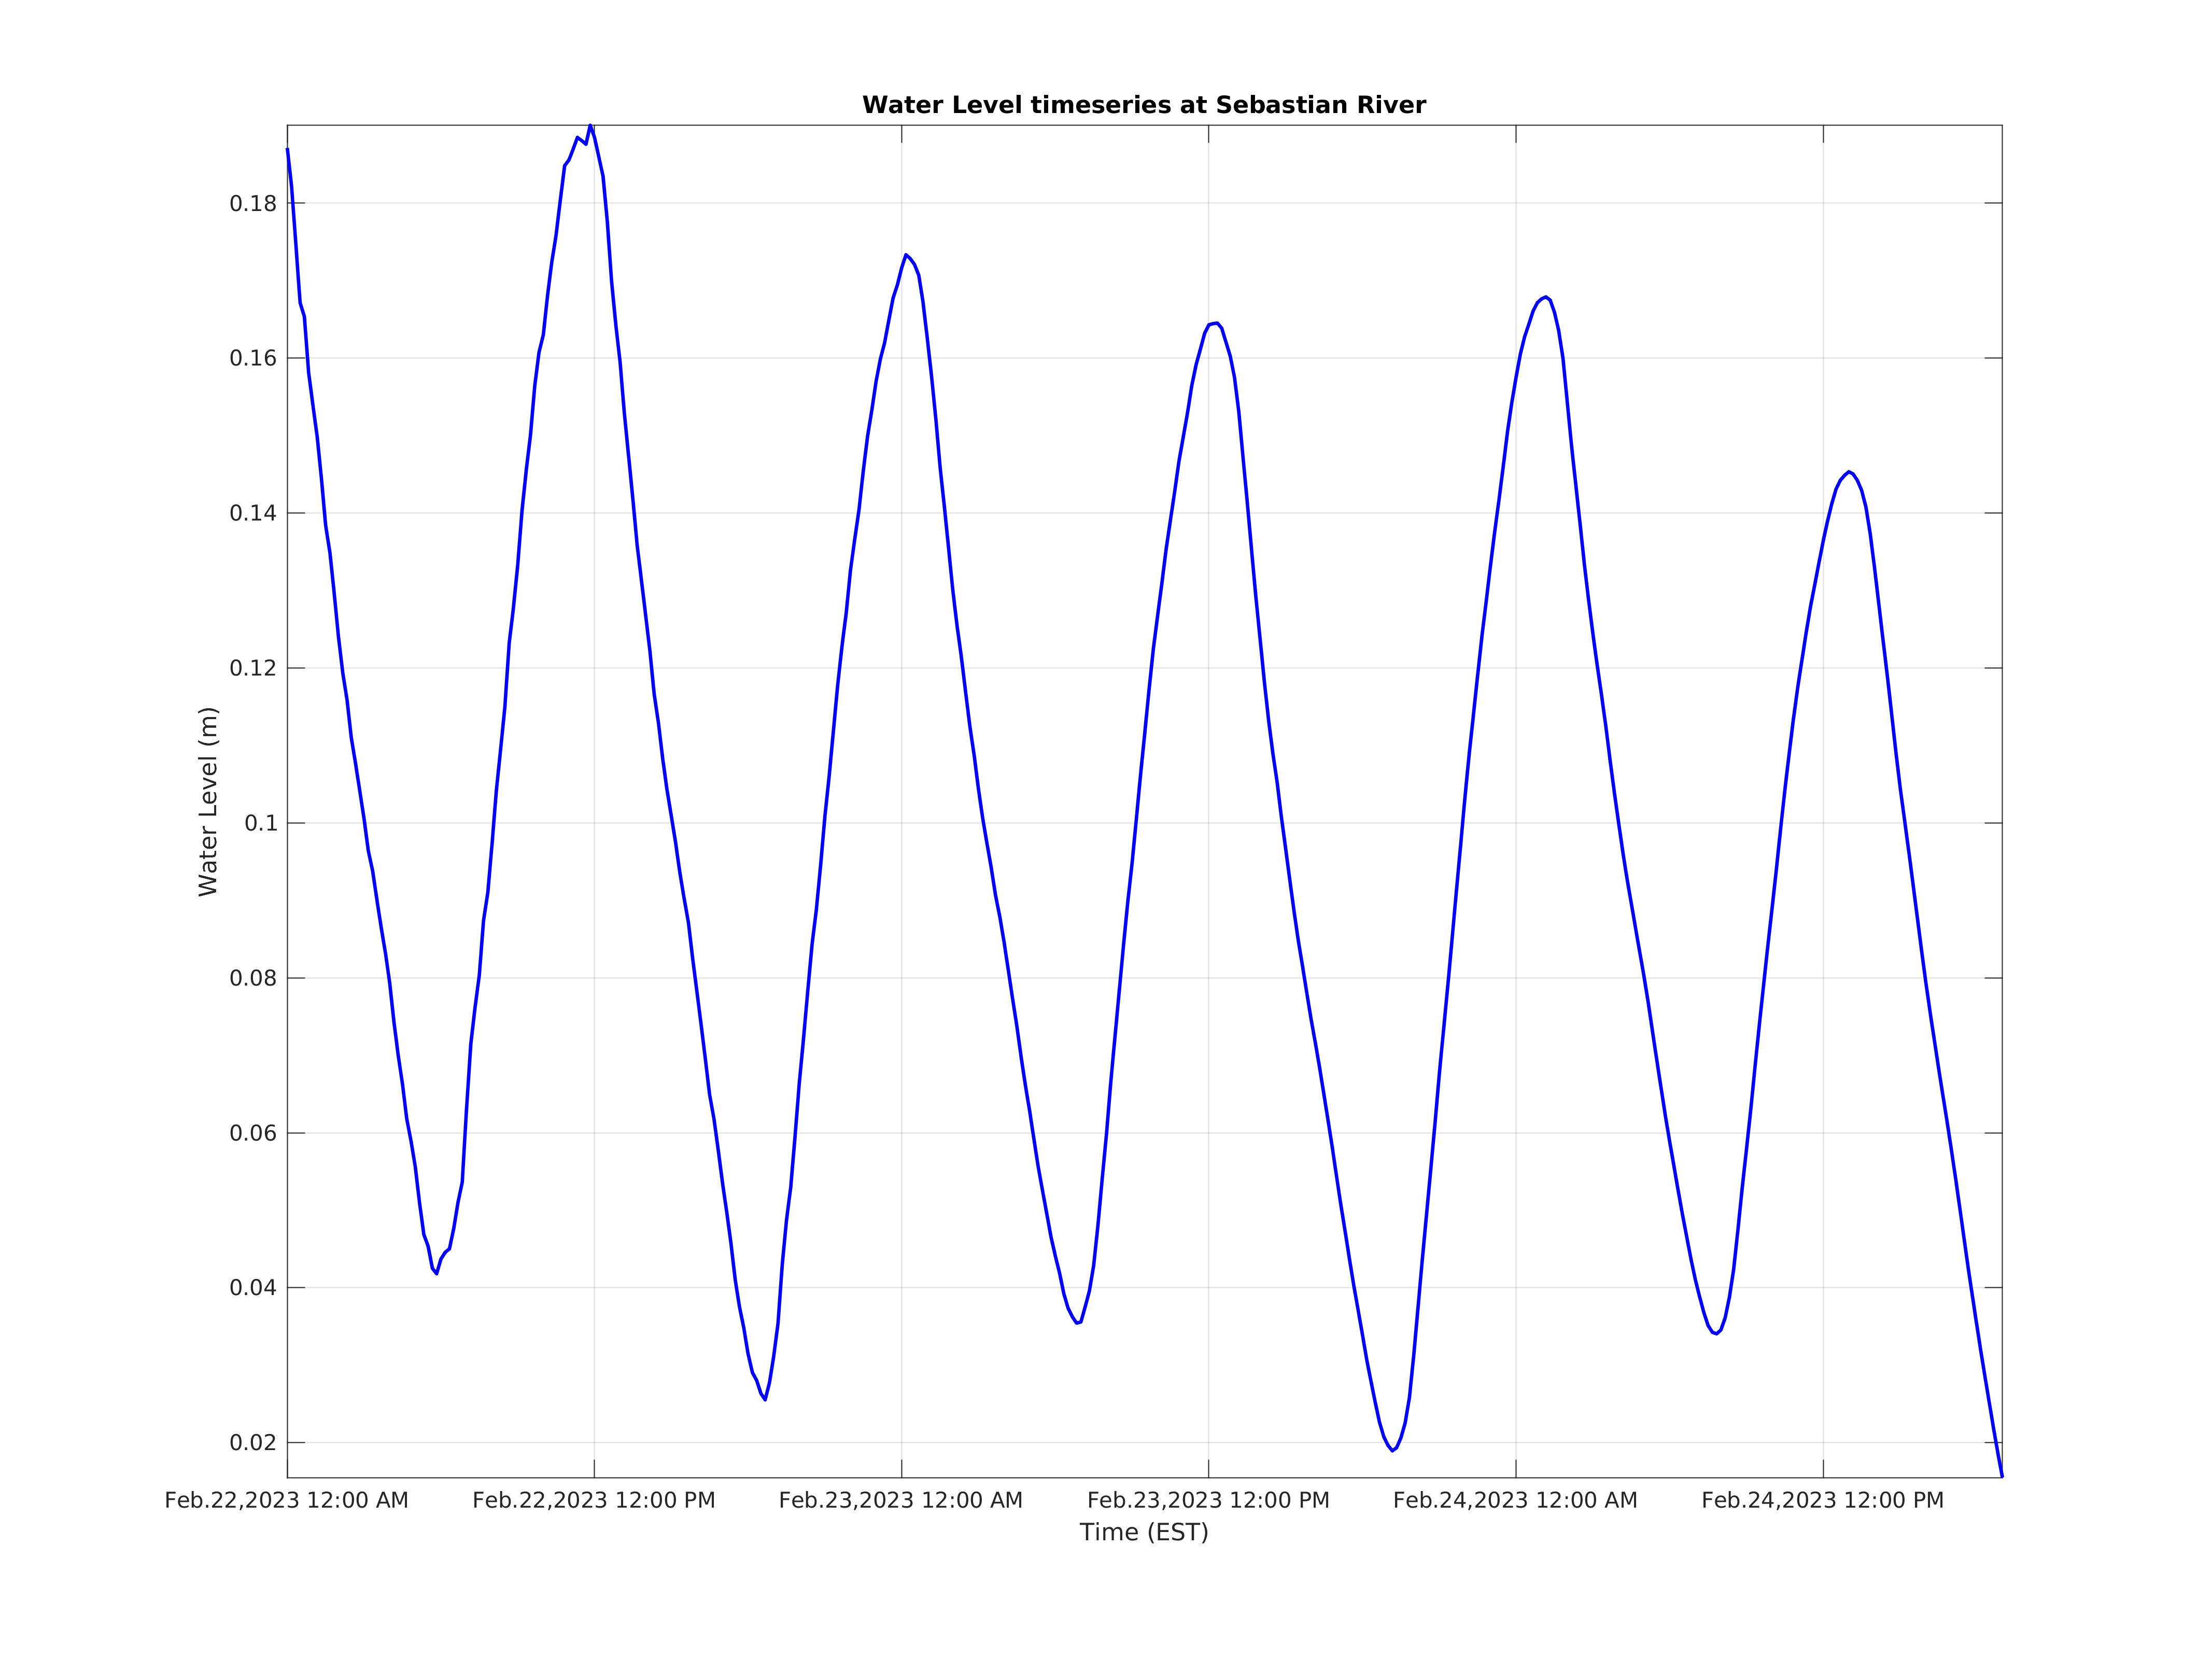 Water Level timeseries at Sebastian River
0.18
0.16
0.14
0.12
0.1
0.08
0.06
0.04
0.02
Water Level (m)
Feb.22,2023 12:00 AM
Feb.22,2023 12:00 PM
Feb.23,2023 12:00 AM
Feb.23,2023 12:00 PM
Feb.24,2023 12:00 AM
Feb.24,2023 12:00 PM
Time (EST)